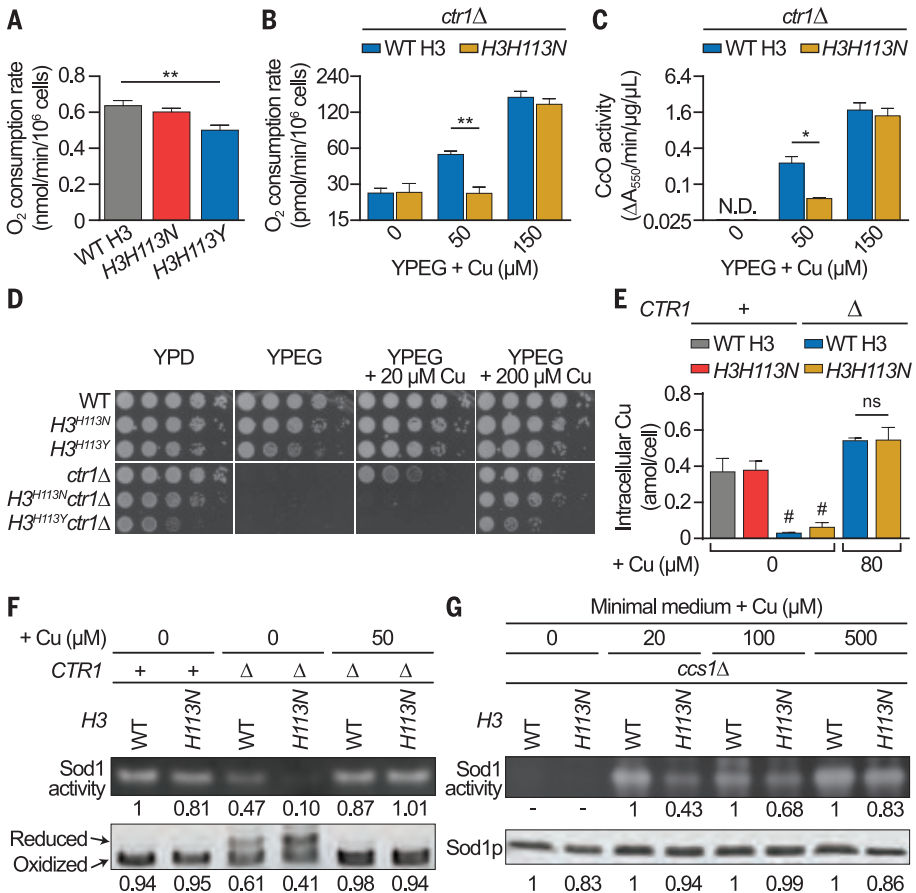 A
O2 consumption rate
(nmol/min/10^6 cells)
0.8
0.6
0.4
0.2
0
**
WT H3
H3H113N
H3H113Y
B
ctr1Δ
WT H3
H3H113N
O2 consumption rate
(pmol/min/10^6 cells)
240
120
60
30
15
**
0
50
150
YPEG + Cu (μM)
C
ctr1Δ
WT H3
H3H113N
CcO activity
(ΔA550/min/μg/μL)
6.4
1.6
0.4
0.1
0.025
N.D.
*
0
50
150
YPEG + Cu (μM)
D
YPD
YPEG
YPEG
+ 20 μM Cu
YPEG
+ 200 μM Cu
WT
H3^H113N
H3^H113Y
ctr1Δ
H3^H113Nctr1Δ
H3^H113Yctr1Δ
E
CTR1 + Δ
WT H3 WT H3
H3H113N H3H113N
Intracellular Cu
(amol/cell)
0.6
0.4
0.2
0
# #
ns
+ Cu (μM) 0 80
F
+ Cu (μM) 0 0 50
CTR1 + + Δ Δ Δ Δ
H3 WT H113N WT H113N WT H113N
Sod1
activity
1 0.81 0.47 0.10 0.87 1.01
Reduced
Oxidized
0.94 0.95 0.61 0.41 0.98 0.94
G
Minimal medium + Cu (μM)
0 20 100 500
ccs1Δ
H3 WT H113N WT H113N WT H113N WT H113N
Sod1
activity
- - 1 0.43 1 0.68 1 0.83
Sod1p
1 0.83 1 0.94 1 0.99 1 0.86